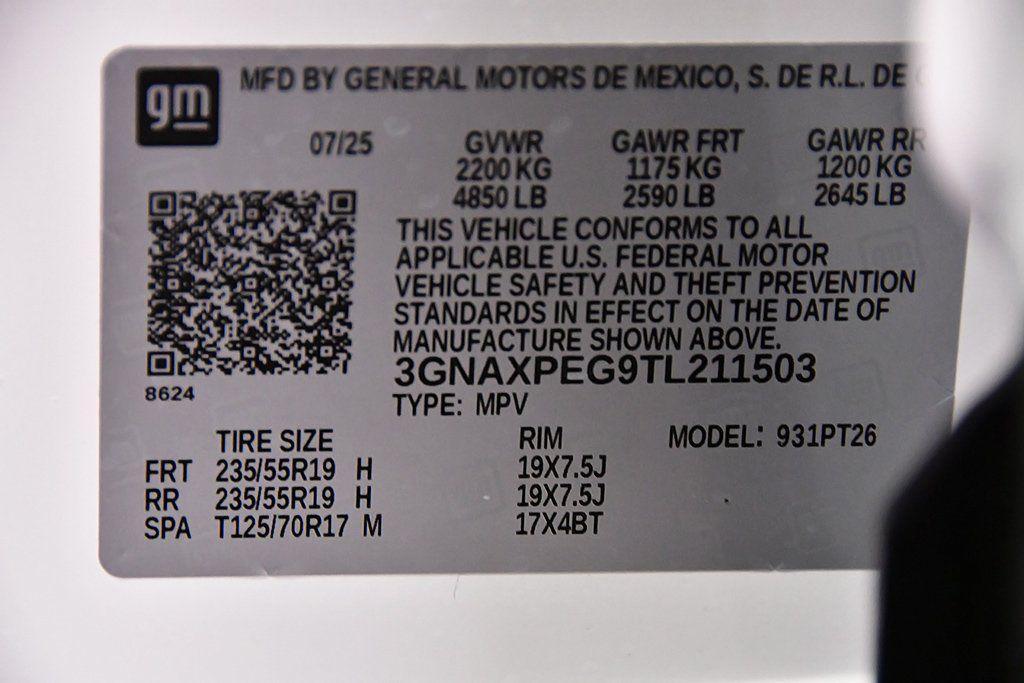 gm
MFD BY GENERAL MOTORS DE MEXICO, S. DE R.L. DE
07/25 GVWR GAWR FRT GAWR RR
2200 KG 1175 KG 1200 KG
4850 LB 2590 LB 2645 LB
THIS VEHICLE CONFORMS TO ALL
APPLICABLE U.S. FEDERAL MOTOR
VEHICLE SAFETY AND THEFT PREVENTION
STANDARDS IN EFFECT ON THE DATE OF
MANUFACTURE SHOWN ABOVE.
3GNAXPEG9TL211503
8624
TYPE: MPV
TIRE SIZE RIM MODEL: 931PT26
FRT 235/55R19 H 19X7.5J
RR 235/55R19 H 19X7.5J
SPA T125/70R17 M 17X4BT